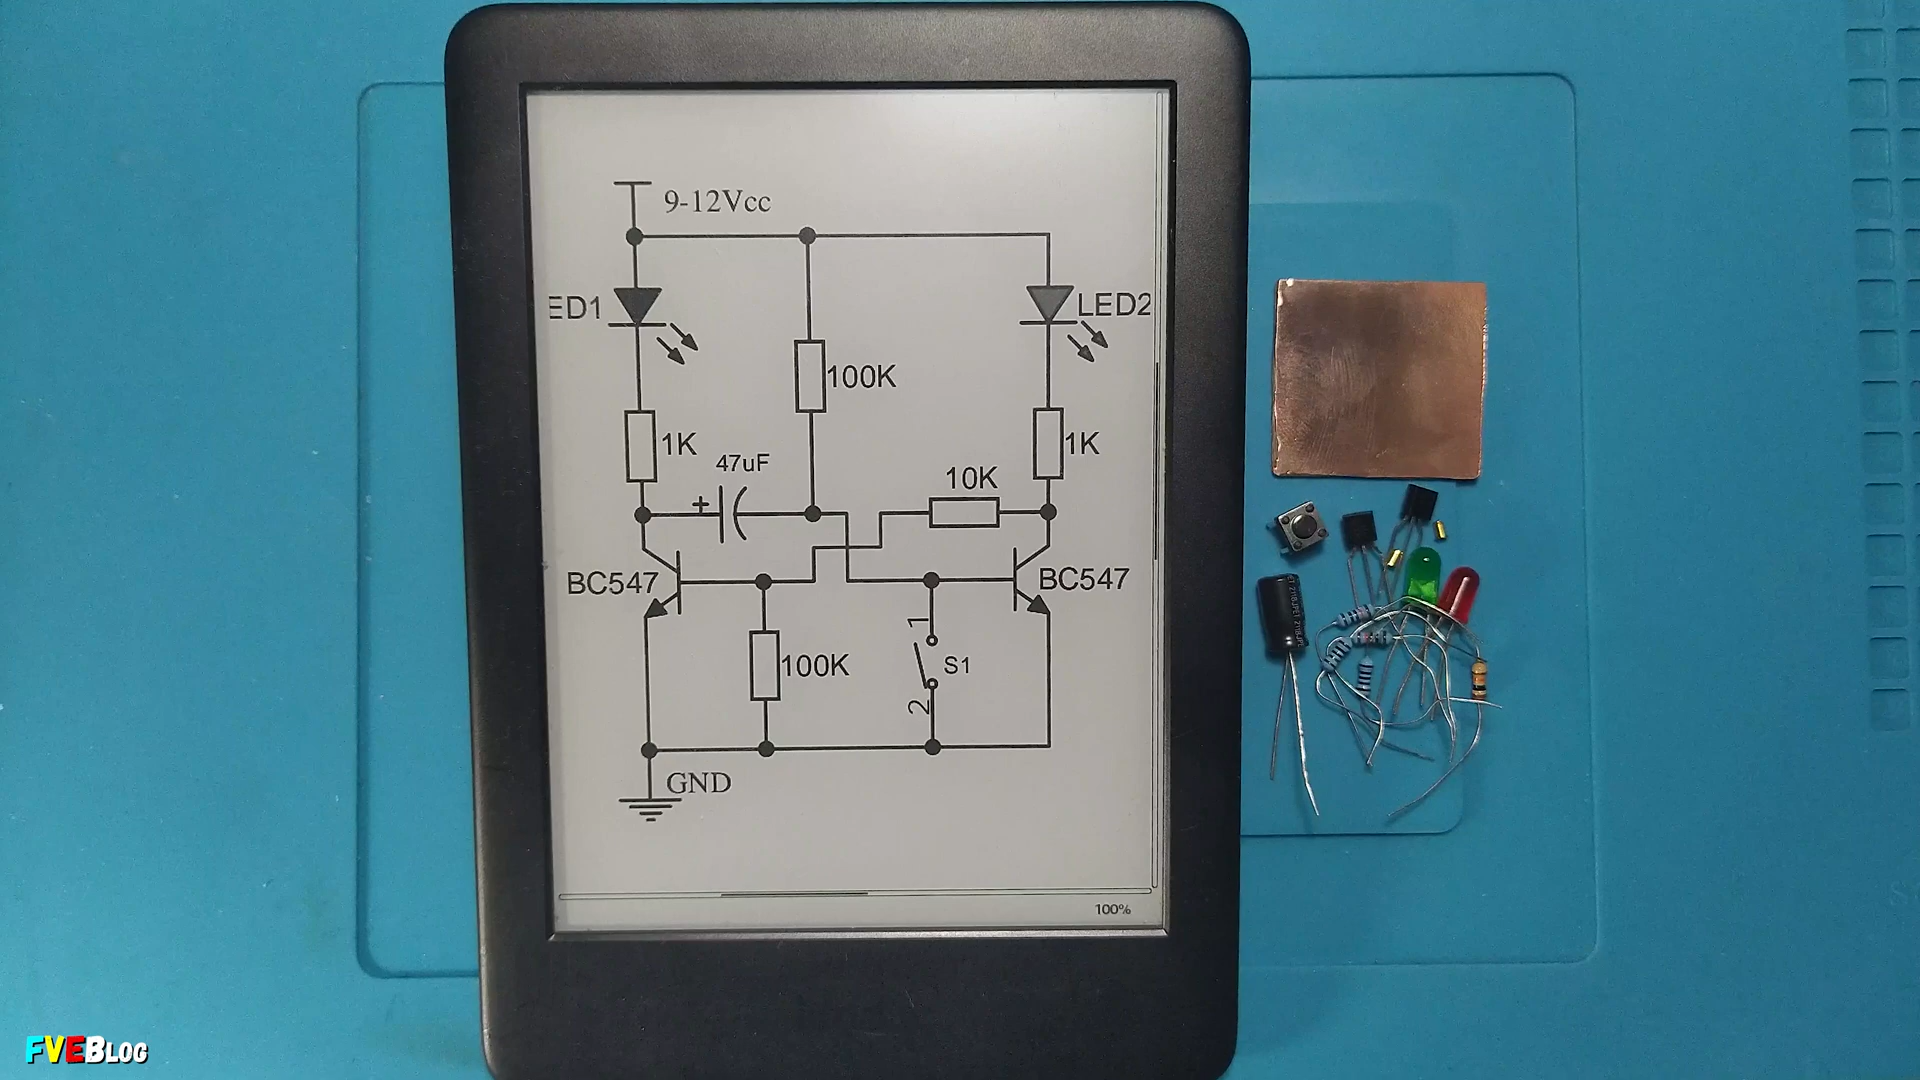 9-12Vcc
ED1
LED2
100K
1K
1K
47uF
+
10K
BC547
BC547
1
100K
S1
2
GND
100%
FVEBLOG